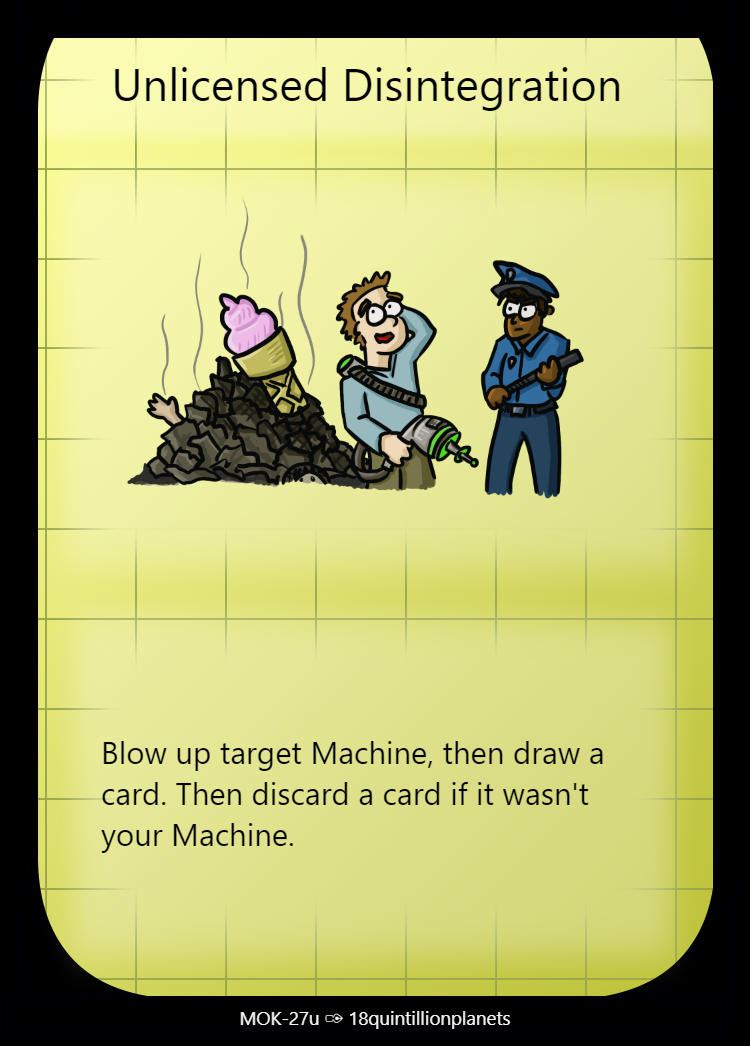 Unlicensed Disintegration
Blow up target Machine, then draw a
card. Then discard a card if it wasn't
your Machine.
MOK-27u ✑ 18quintillionplanets